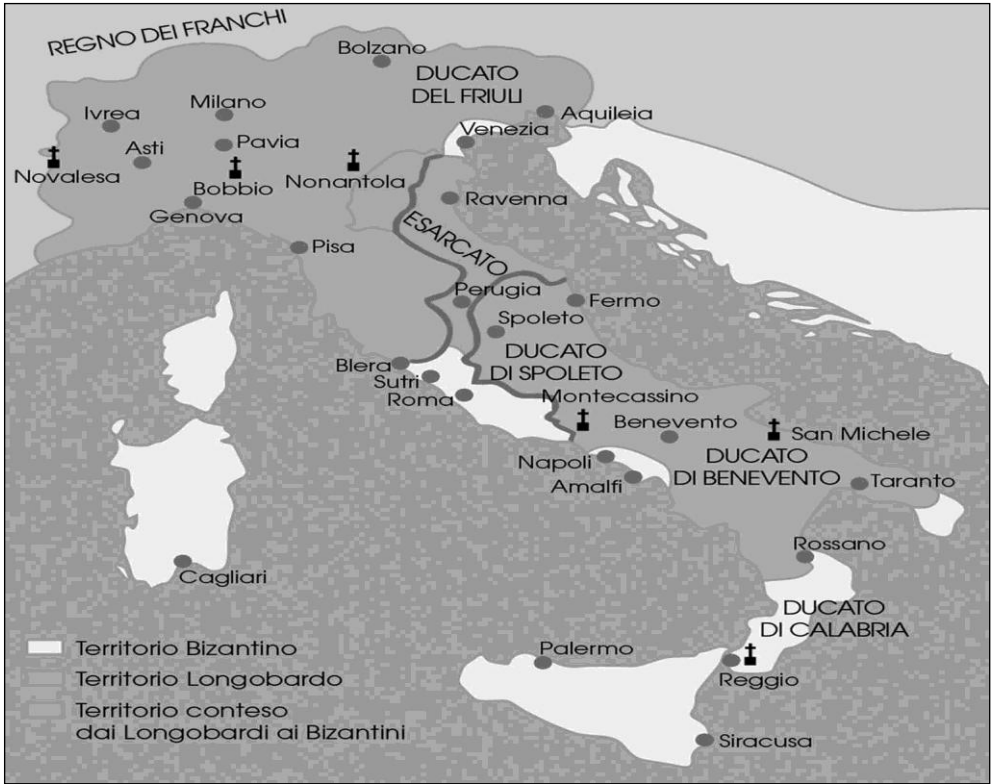 REGNO DEI FRANCHI
Bolzano
DUCATO
DEL FRIULI
Ivrea
Milano
Aquileia
Venezia
Asti
Pavia
Novalesa
Bobbio
Nonantola
Genova
Ravenna
ESARCATO
Pisa
Perugia
Fermo
Spoleto
DUCATO
DI SPOLETO
Blera
Sutri
Roma
Montecassino
Benevento
San Michele
DUCATO
DI BENEVENTO
Napoli
Amalfi
Taranto
Rossano
Cagliari
DUCATO
DI CALABRIA
Palermo
Reggio
Siracusa
Territorio Bizantino
Territorio Longobardo
Territorio conteso
dai Longobardi ai Bizantini